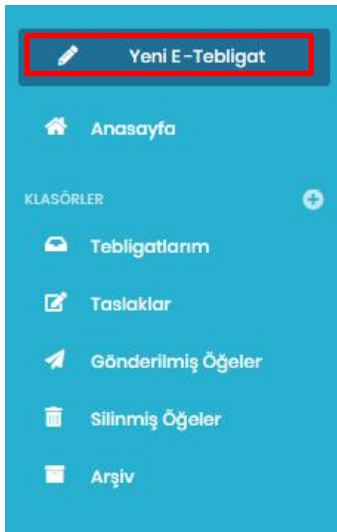 Yeni E-Tebligat
Anasayfa
KLASÖRLER
Tebligatlarım
Taslaklar
Gönderilmiş Öğeler
Silinmiş Öğeler
Arşiv